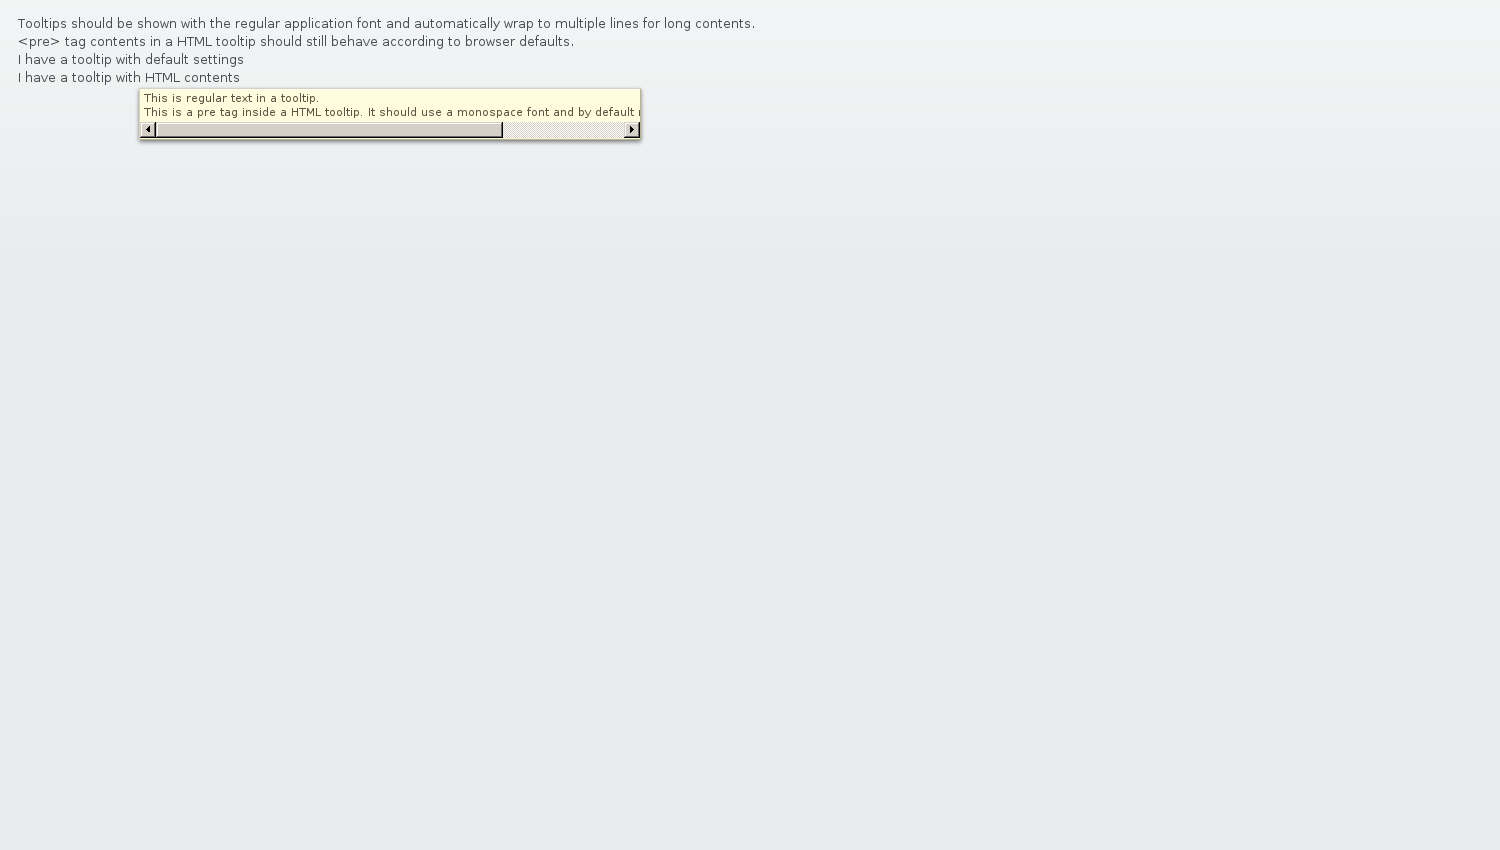 Tooltips should be shown with the regular application font and automatically wrap to multiple lines for long contents.
<pre> tag contents in a HTML tooltip should still behave according to browser defaults.
I have a tooltip with default settings
I have a tooltip with HTML contents
This is regular text in a tooltip.
This is a pre tag inside a HTML tooltip. It should use a monospace font and by default